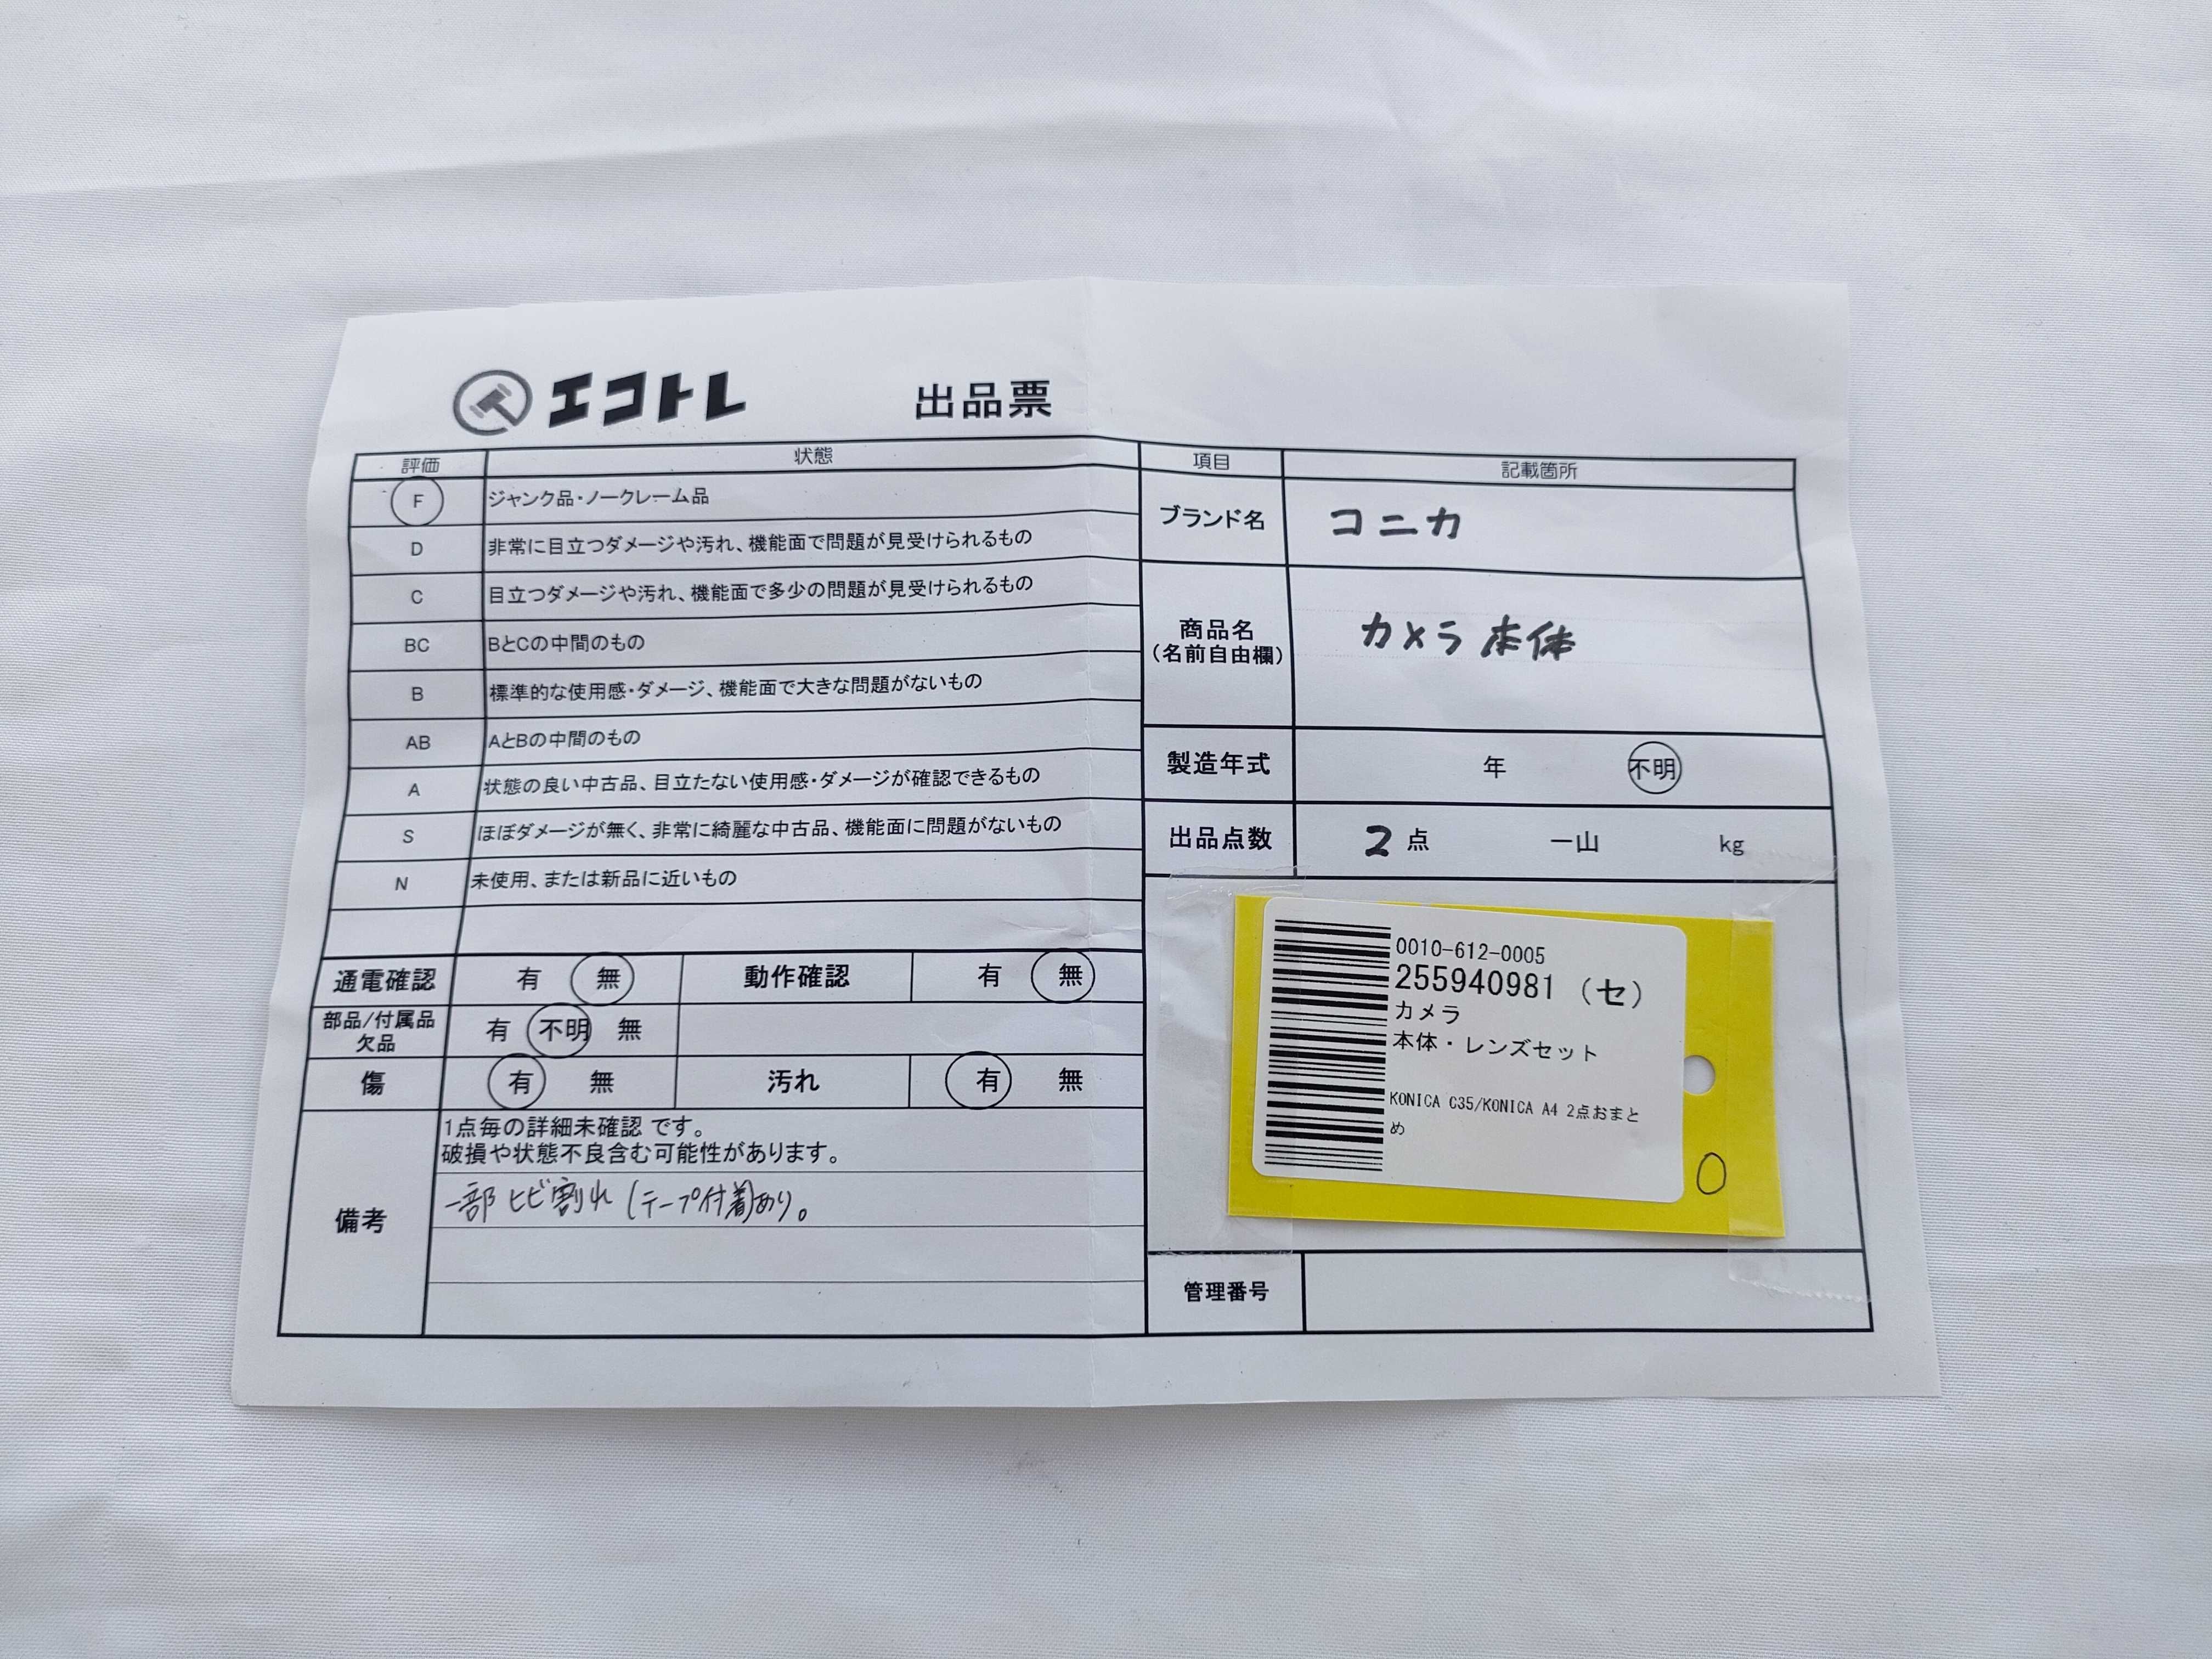 エコトレ 出品票
評価 状態
F ジャンク品・ノークレーム品
D 非常に目立つダメージや汚れ、機能面で問題が見受けられるもの
C 目立つダメージや汚れ、機能面で多少の問題が見受けられるもの
BC BとCの中間のもの
B 標準的な使用感・ダメージ、機能面で大きな問題がないもの
AB AとBの中間のもの
A 状態の良い中古品、目立たない使用感・ダメージが確認できるもの
S ほぼダメージが無く、非常に綺麗な中古品、機能面に問題がないもの
N 未使用、または新品に近いもの
通電確認 有 無 動作確認 有 無
部品/付属品
欠品 有 不明 無
傷 有 無 汚れ 有 無
備考
1点毎の詳細未確認 です。
破損や状態不良含む可能性があります。
一部ヒビ割れ(テープ付着)あり。
項目 記載箇所
ブランド名 コニカ
商品名
(名前自由欄) カメラ本体
製造年式 年 不明
出品点数 2 点 一山 kg
0010-612-0005
255940981 (セ)
カメラ
本体・レンズセット
KONICA C35/KONICA A4 2点おまと
め
0
管理番号